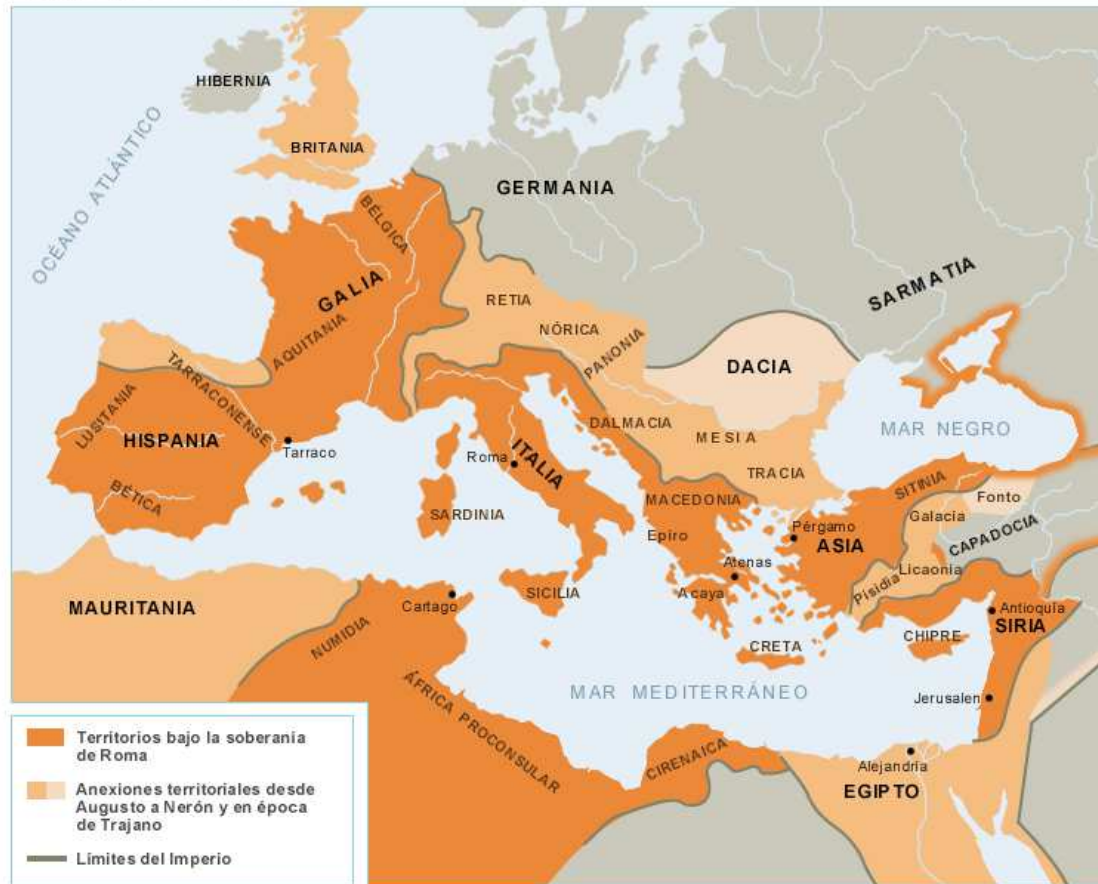 HIBERNIA
BRITANIA
OCÉANO ATLÁNTICO
GERMANIA
BÉLGICA
GALIA
AQUITANIA
SARMATIA
RETIA
NÓRICA
PANONIA
DACIA
TARRACONENSE
LUSITANIA
HISPANIA
BÉTICA
Tarraco
Roma
ITALIA
DALMACIA
MESIA
TRACIA
MAR NEGRO
SARDINIA
MACEDONIA
Epiro
Pérgamo
ASIA
SITINIA
Fonto
Galacía
CAPADOCIA
Licaonia
Pisidia
Atenas
Acaya
SICILIA
Cartago
MAURITANIA
NUMIDIA
CRETA
CHIPRE
Antioquía
SIRIA
MAR MEDITERRÁNEO
Jerusalen
ÁFRICA PROCONSULAR
CIRENAICA
Alejandría
EGIPTO
Territorios bajo la soberanía
de Roma
Anexiones territoriales desde
Augusto a Nerón y en época
de Trajano
Límites del Imperio